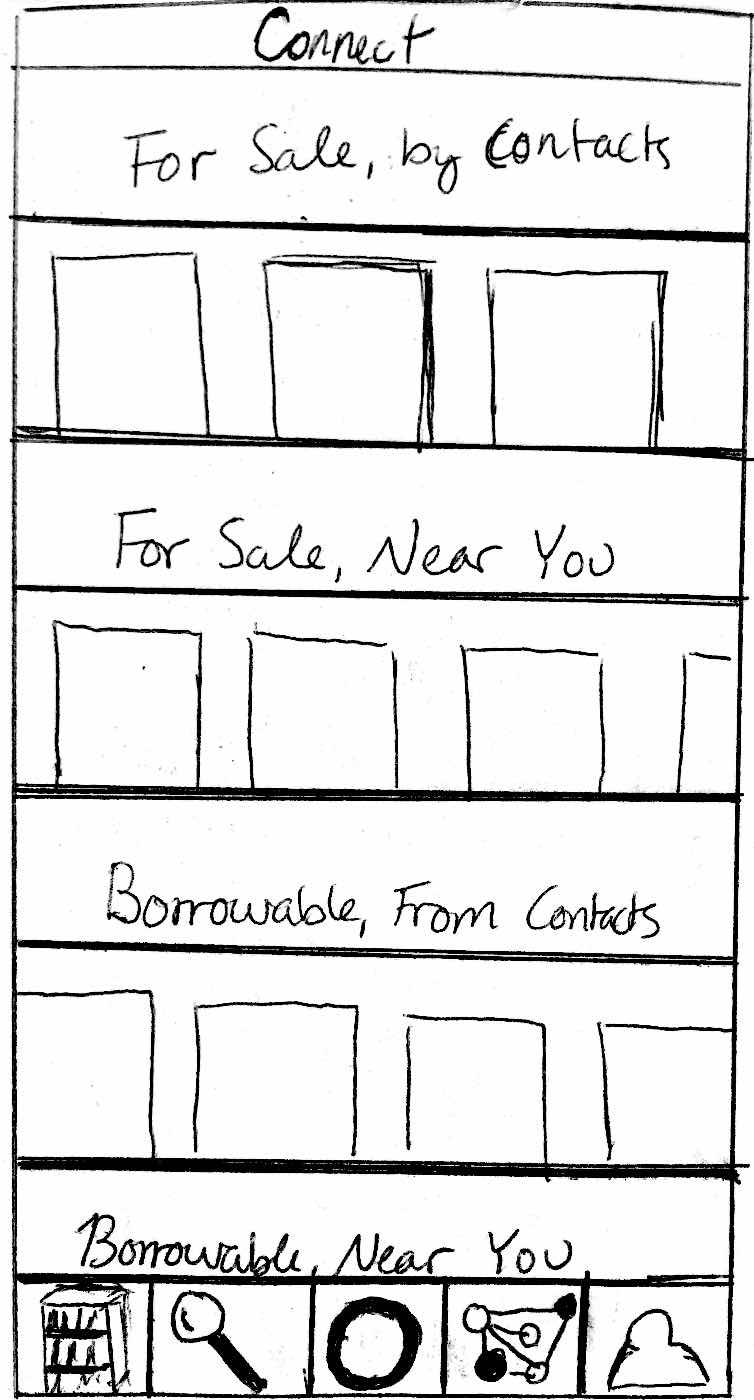 Connect
For Sale, by Contacts
For Sale, Near You
Borrowable, From Contacts
Borrowable, Near You